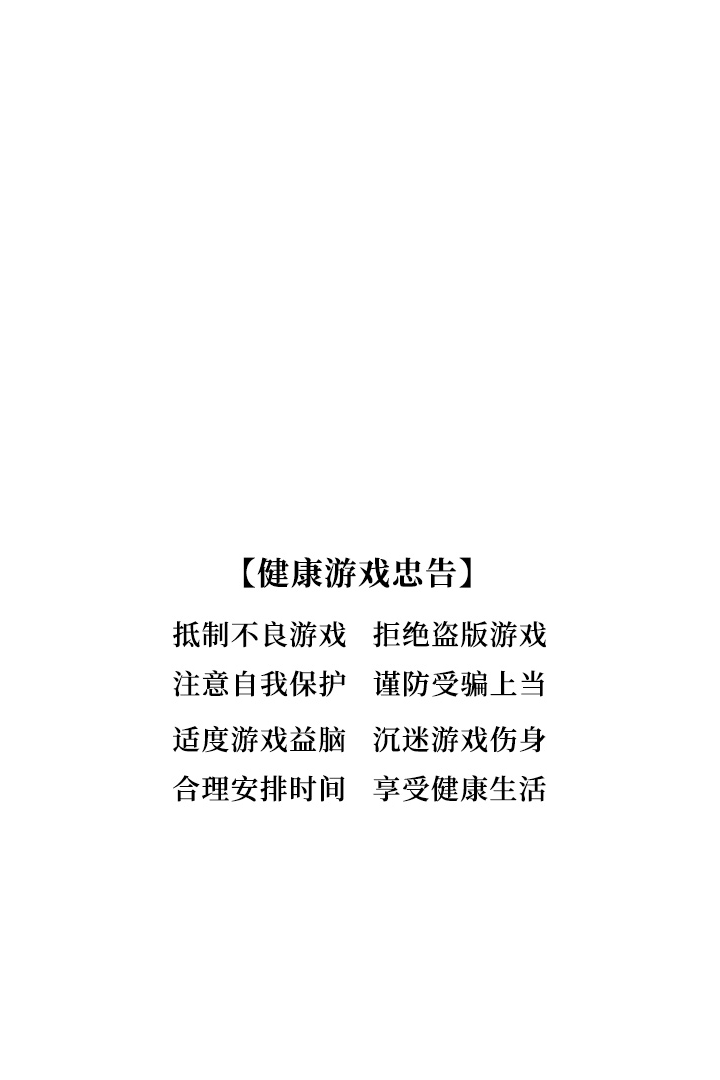 【健康游戏忠告】
抵制不良游戏 拒绝盗版游戏
注意自我保护 谨防受骗上当
适度游戏益脑 沉迷游戏伤身
合理安排时间 享受健康生活